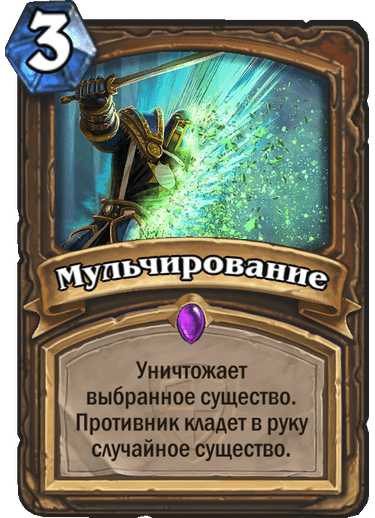 3
Мульчирование
Уничтожает
выбранное существо.
Противник кладет в руку
случайное существо.